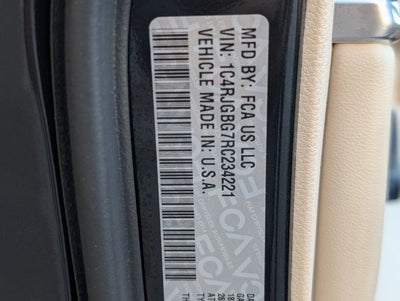 MFD BY: FCA US LLC
VIN: 1C4RJGBG7RC234221
VEHICLE MADE IN: U.S.A.